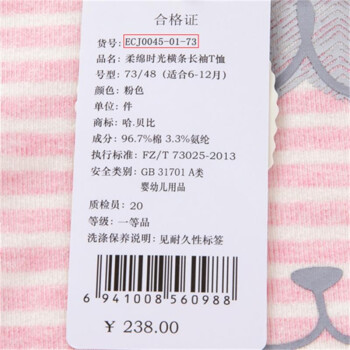 合格证
货号: ECJ0045-01-73
品名: 柔绵时光横条长袖T恤
号型: 73/48 (适合6-12月)
颜色: 粉色
单位: 件
商标: 哈.贝比
成分: 96.7%棉 3.3%氨纶
执行标准: FZ/T 73025-2013
安全类别: GB 31701 A类
婴幼儿用品
质检员: 20
等级: 一等品
洗涤保养说明: 见耐久性标签
6 941008 560988
¥ 238.00